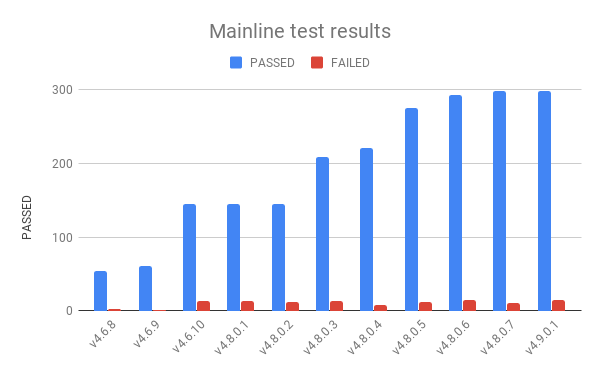 Mainline test results
PASSED
FAILED
300
200
100
0
PASSED
v4.6.8
v4.6.9
v4.6.10
v4.8.0.1
v4.8.0.2
v4.8.0.3
v4.8.0.4
v4.8.0.5
v4.8.0.6
v4.8.0.7
v4.9.0.1